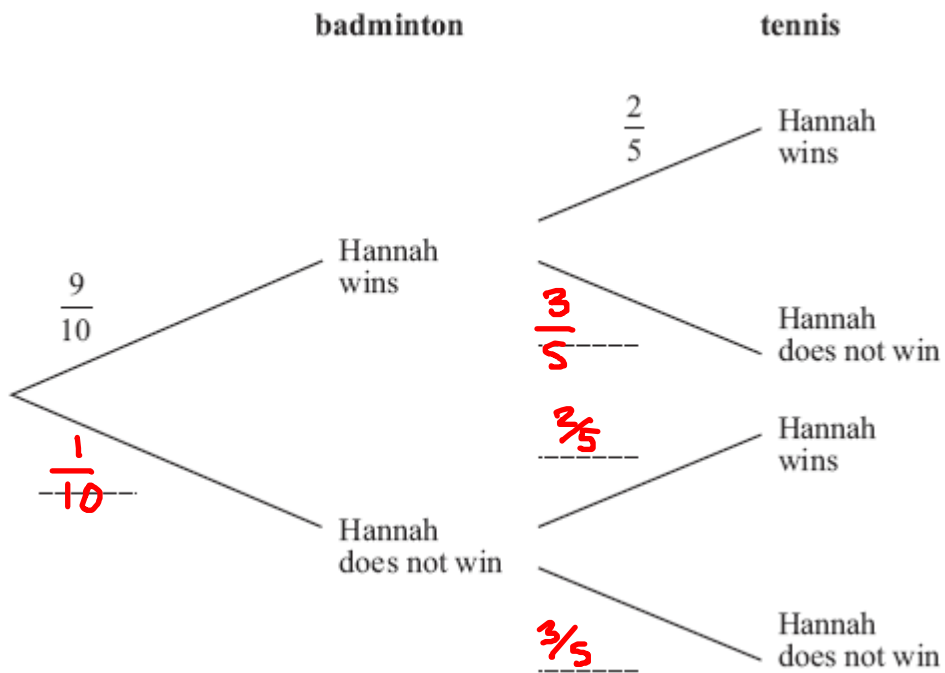 badminton tennis
2
5
Hannah
wins
Hannah
wins
9
10
3
5
Hannah
does not win
2/5
Hannah
wins
1
10
Hannah
does not win
3/5
Hannah
does not win